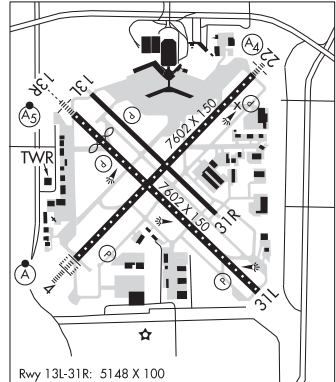 A4
22
13R
13L
P
P
X
A5
P
7602 X 150
TWR
7602 X 150
31R
A
P
4
P
31L
Rwy 13L-31R: 5148 X 100